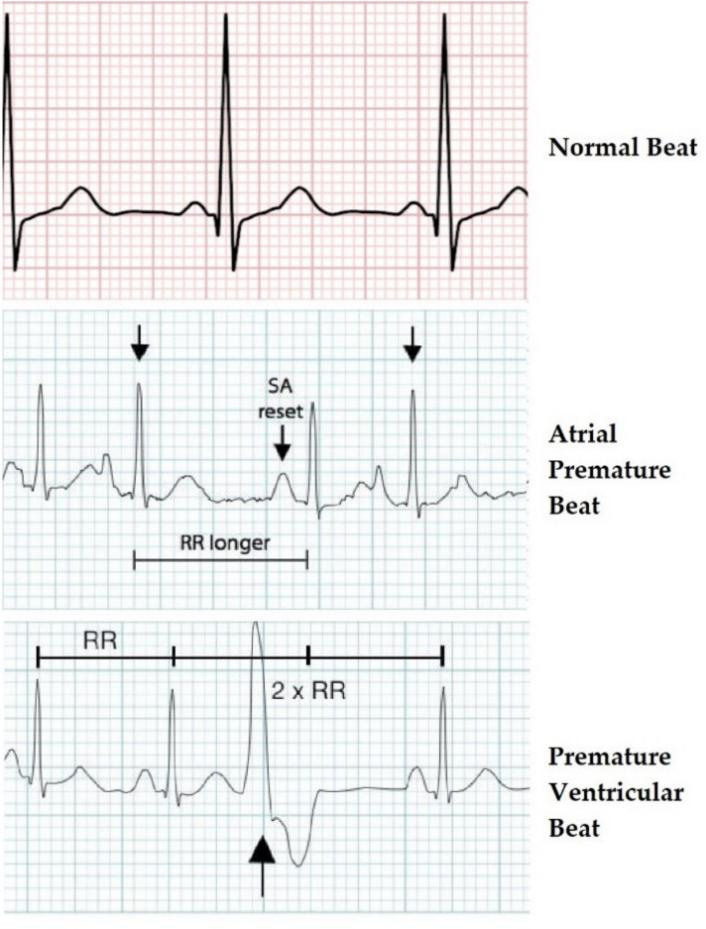 Normal Beat
SA
reset
RR longer
Atrial
Premature
Beat
RR
2 x RR
Premature
Ventricular
Beat